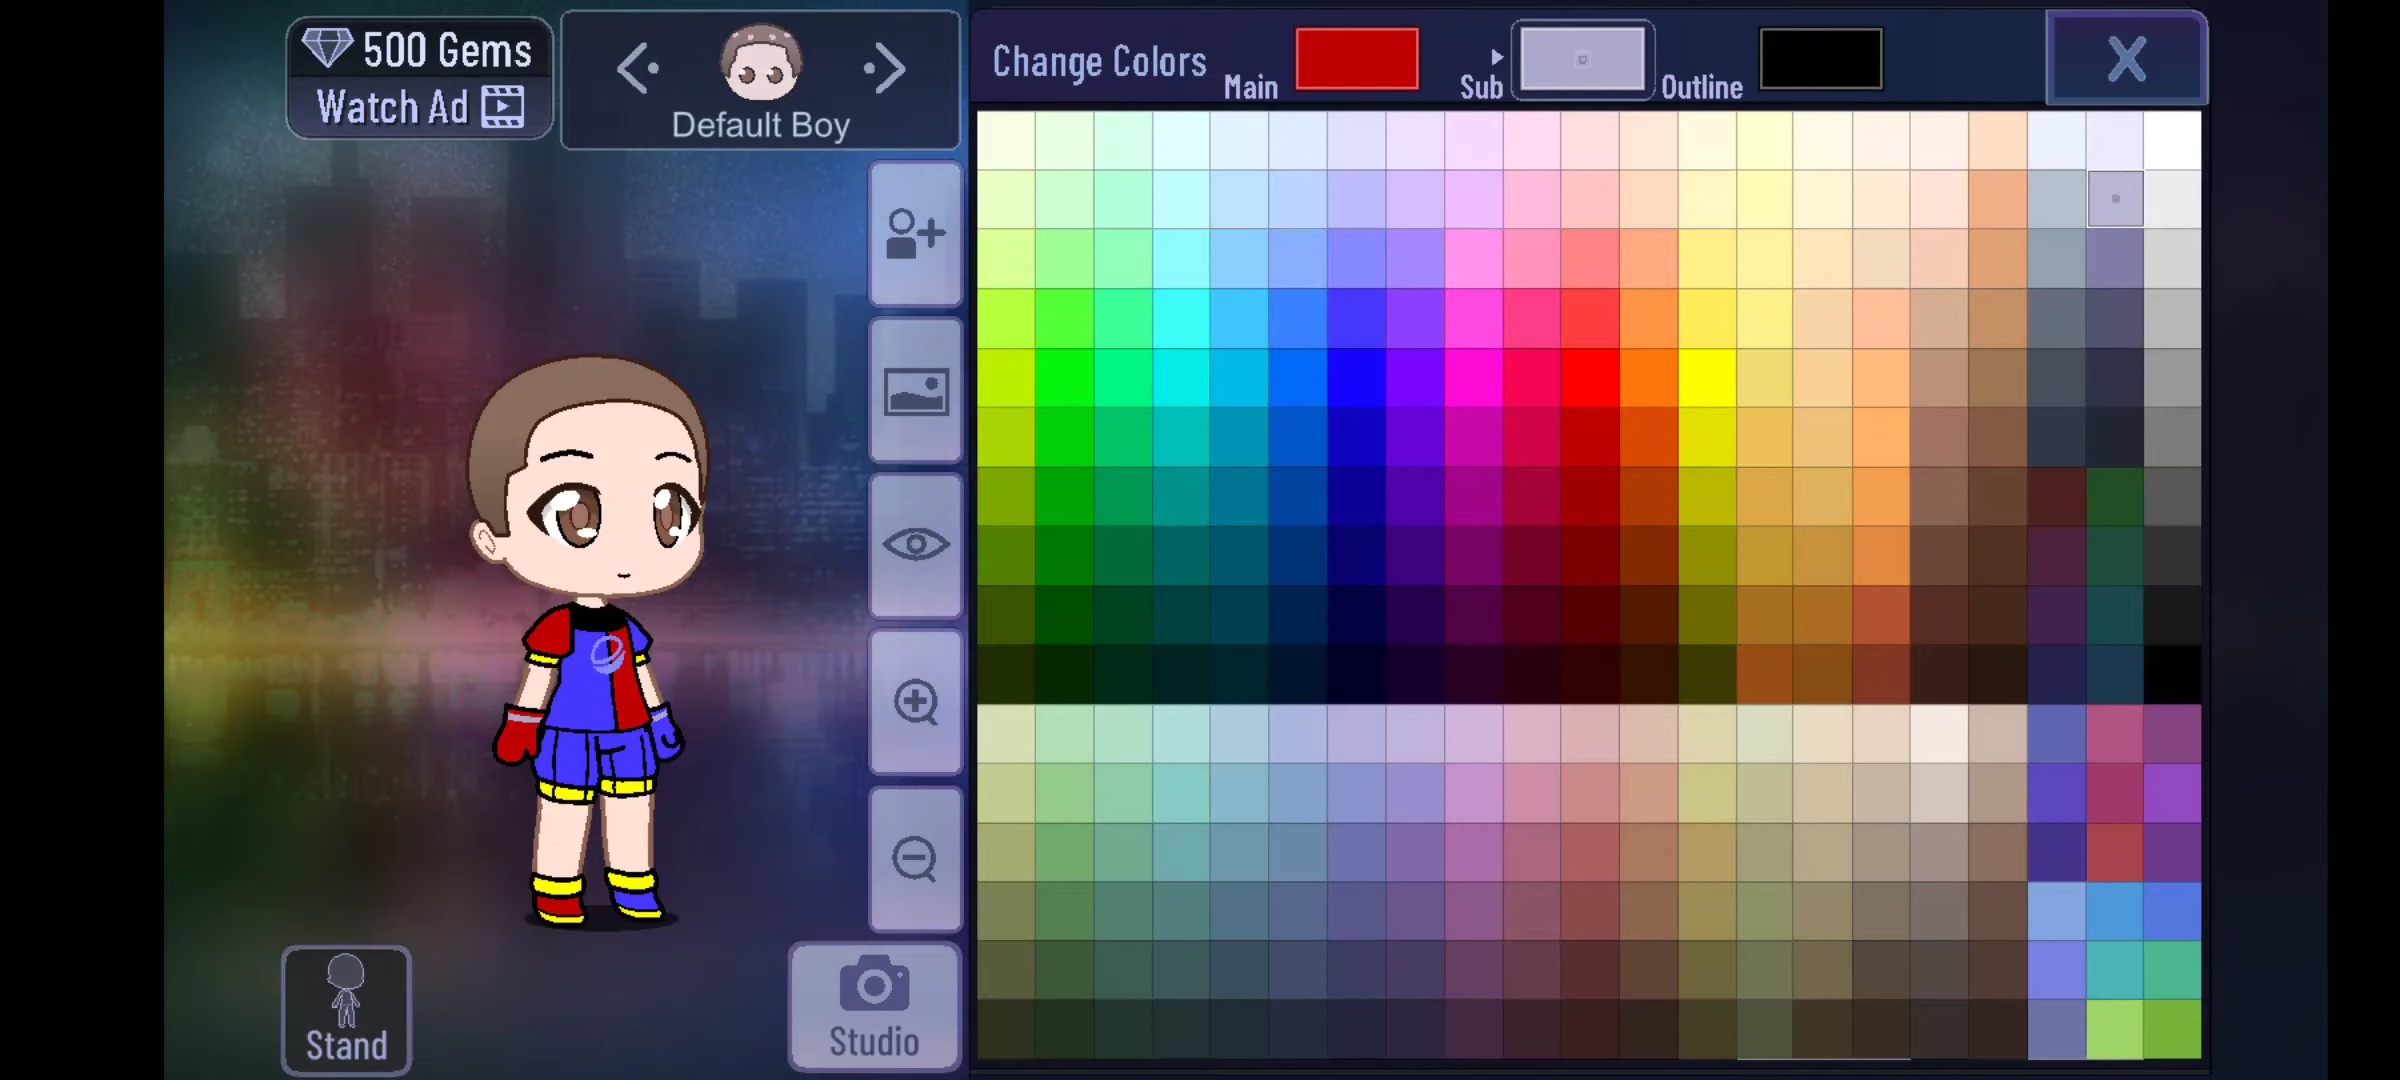 500 Gems
Watch Ad
Default Boy
Change Colors
Main
Sub
Outline
X
Stand
Studio